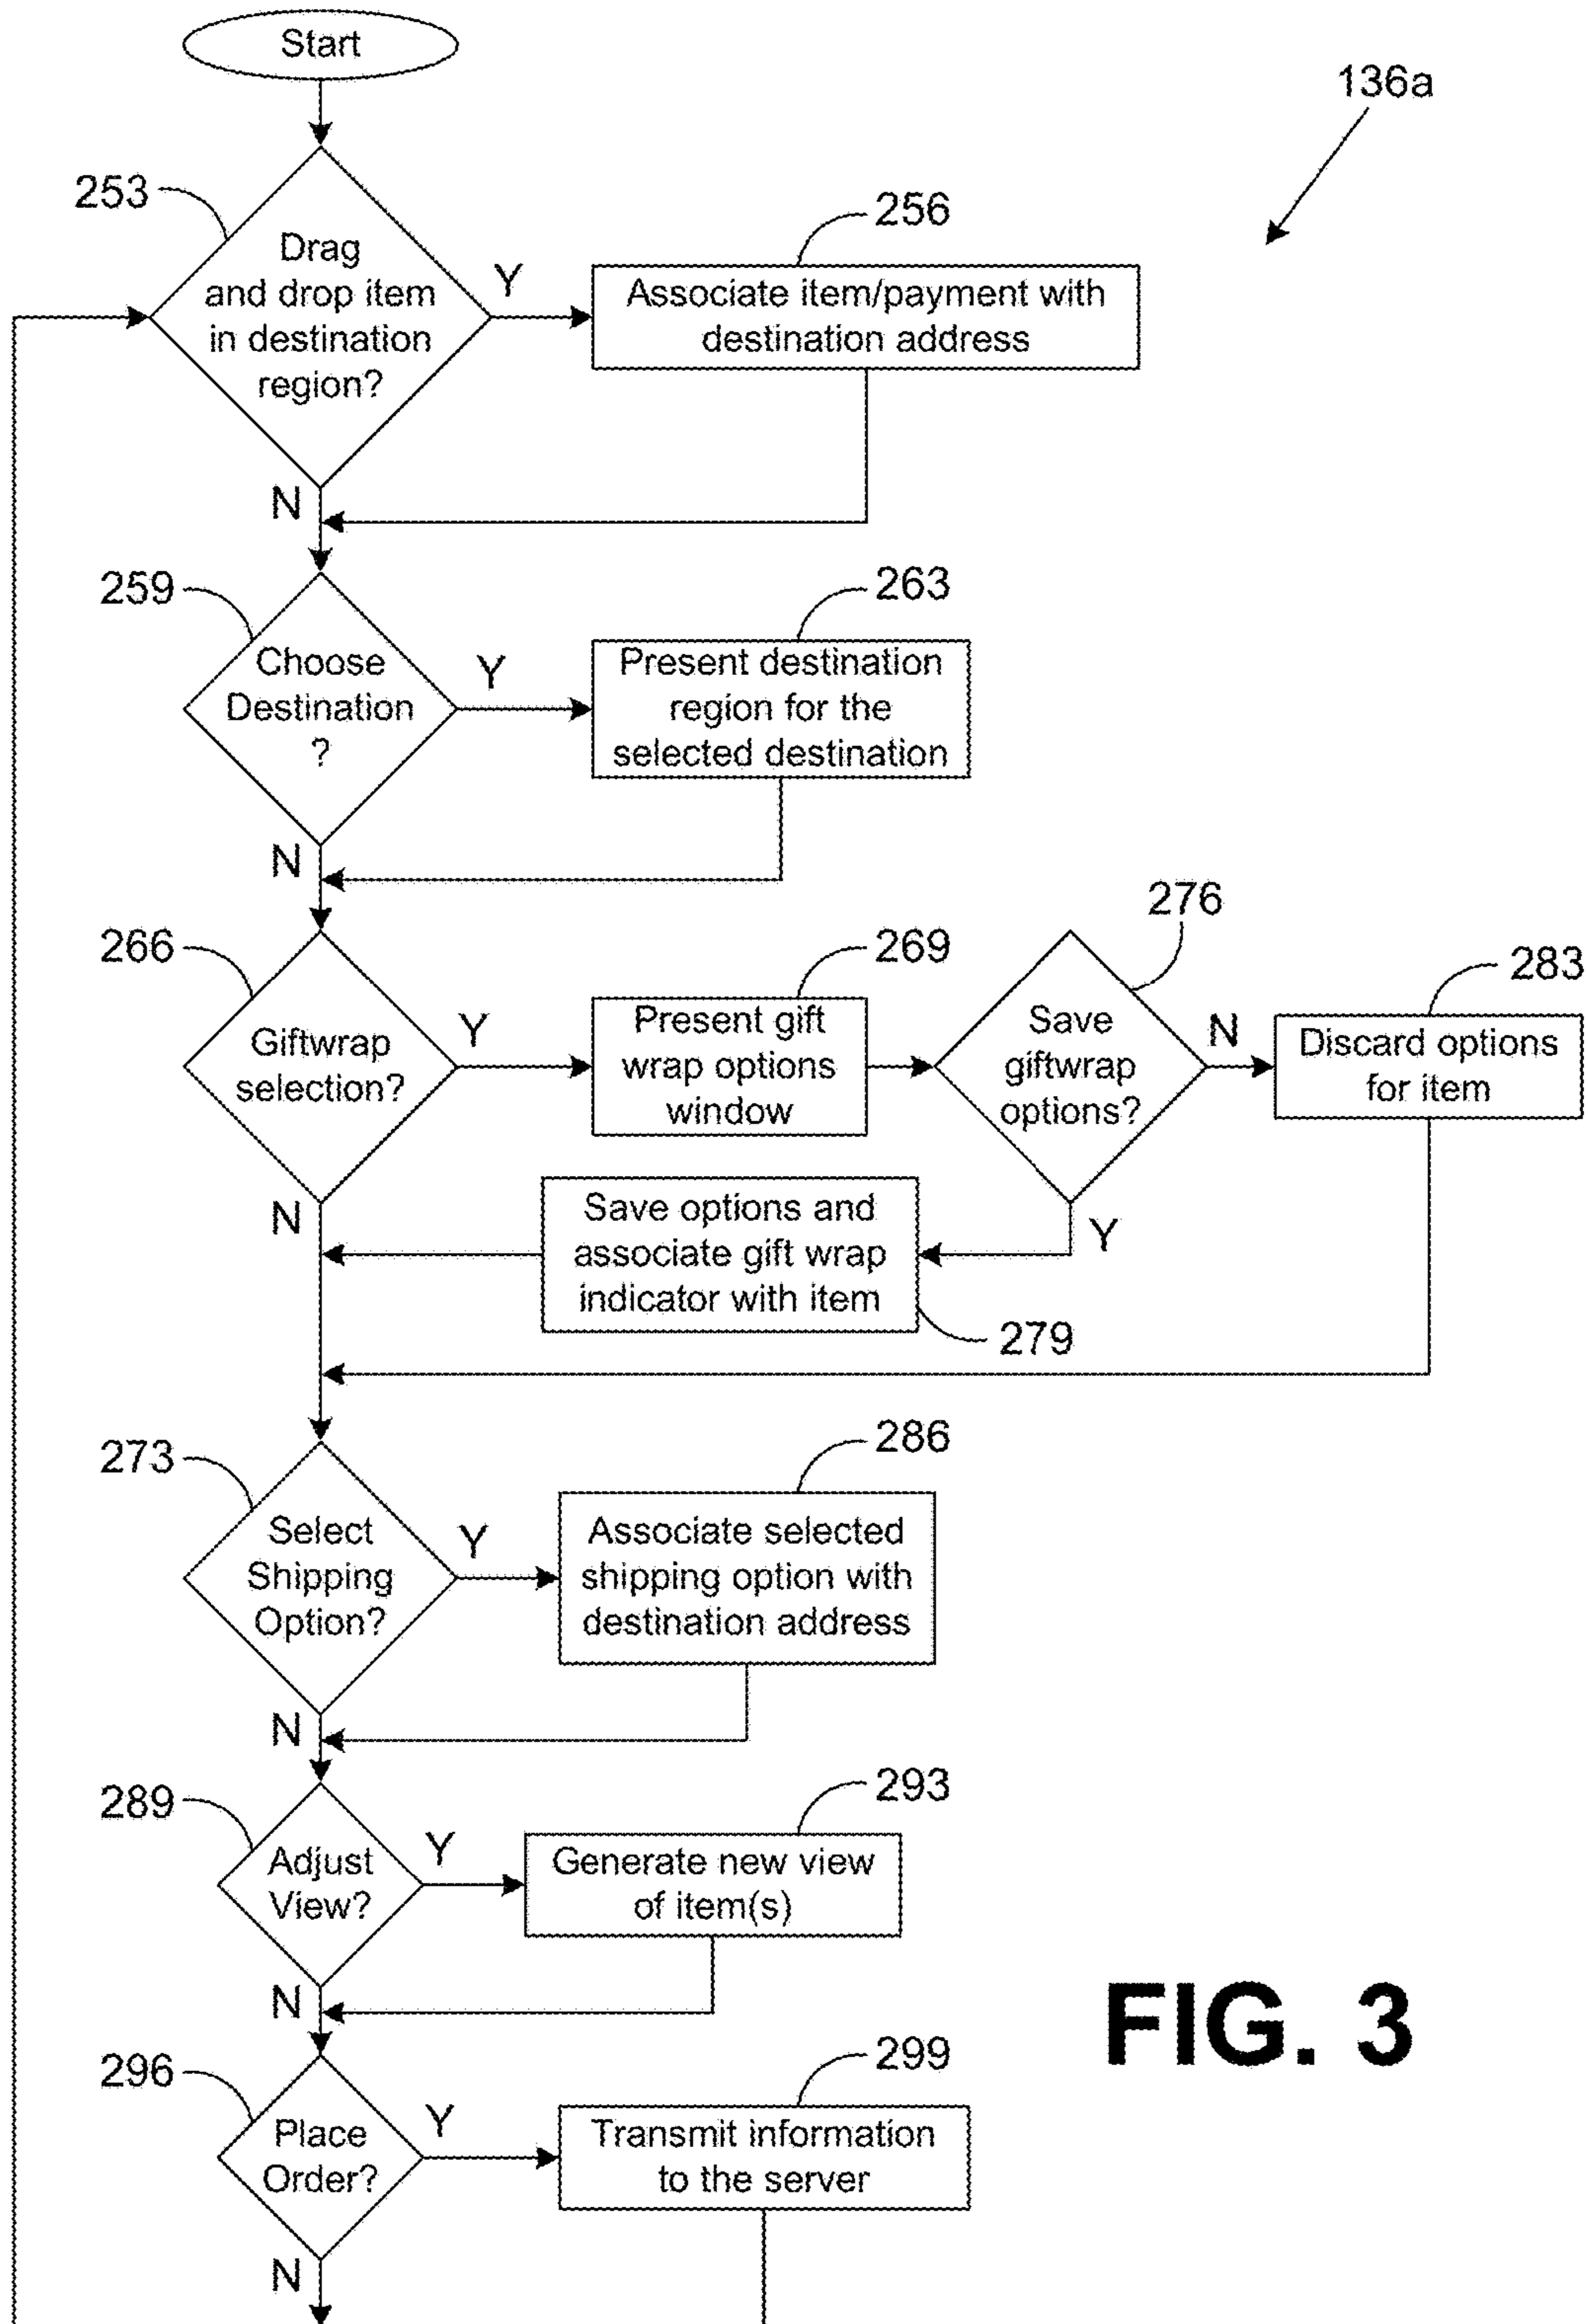 Start
136a
253
Drag
and drop item
in destination
region?
Y
256
Associate item/payment with
destination address
N
259
Choose
Destination
?
Y
263
Present destination
region for the
selected destination
N
266
Giftwrap
selection?
Y
269
Present gift
wrap options
window
276
Save
giftwrap
options?
N
283
Discard options
for item
Y
Save options and
associate gift wrap
indicator with item
279
N
273
Select
Shipping
Option?
Y
286
Associate selected
shipping option with
destination address
N
289
Adjust
View?
Y
293
Generate new view
of item(s)
N
296
Place
Order?
Y
299
Transmit information
to the server
N
FIG. 3